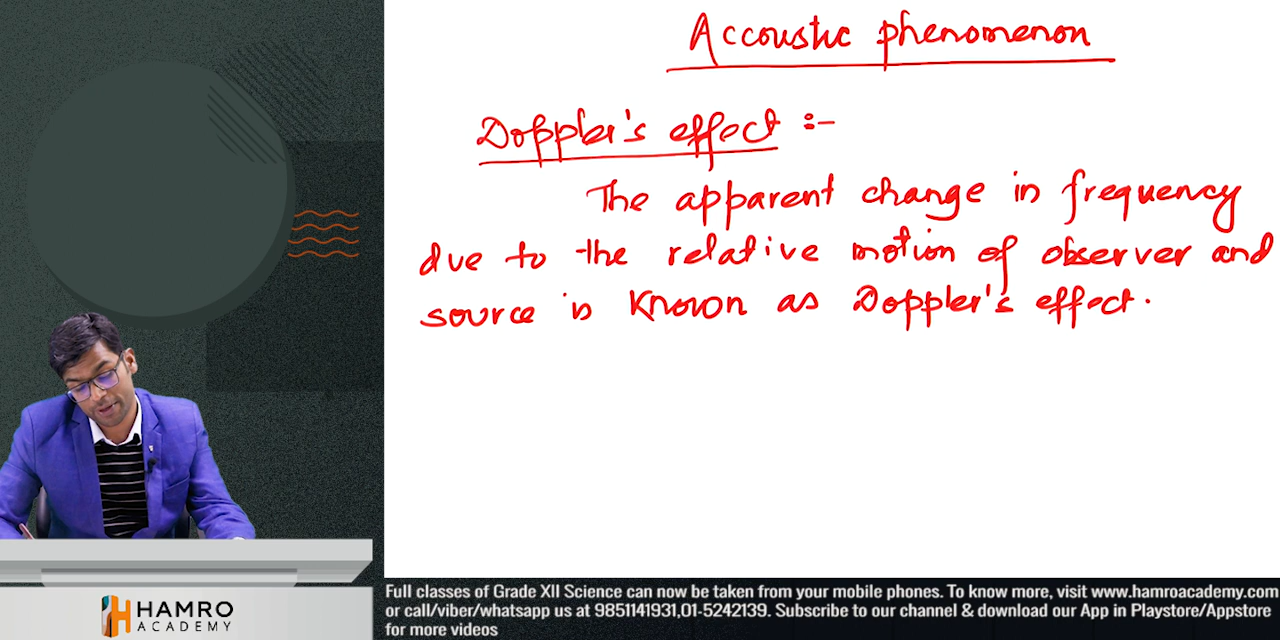 Accoustic phenomenon
Doppler's effect :-
The apparent change in frequency
due to the relative motion of observer and
source is known as Doppler's effect.
HAMRO
ACADEMY
Full classes of Grade XII Science can now be taken from your mobile phones. To know more, visit www.hamroacademy.com
or call/viber/whatsapp us at 9851141931,01-5242139. Subscribe to our channel & download our App in Playstore/Appstore
for more videos